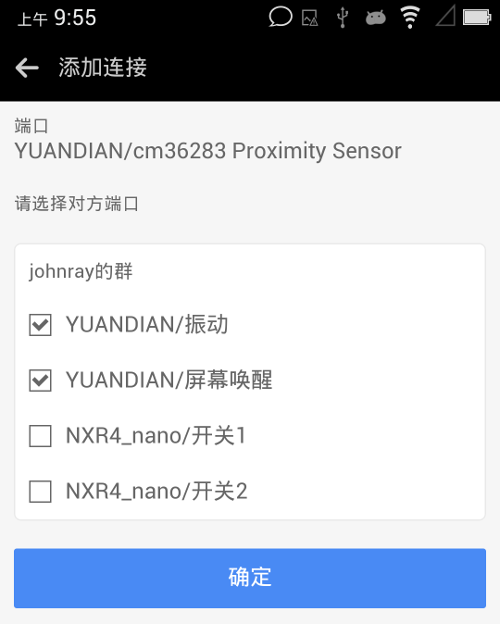 上午 9:55
添加连接
端口
YUANDIAN/cm36283 Proximity Sensor
请选择对方端口
johnray的群
YUANDIAN/振动
YUANDIAN/屏幕唤醒
NXR4_nano/开关1
NXR4_nano/开关2
确定